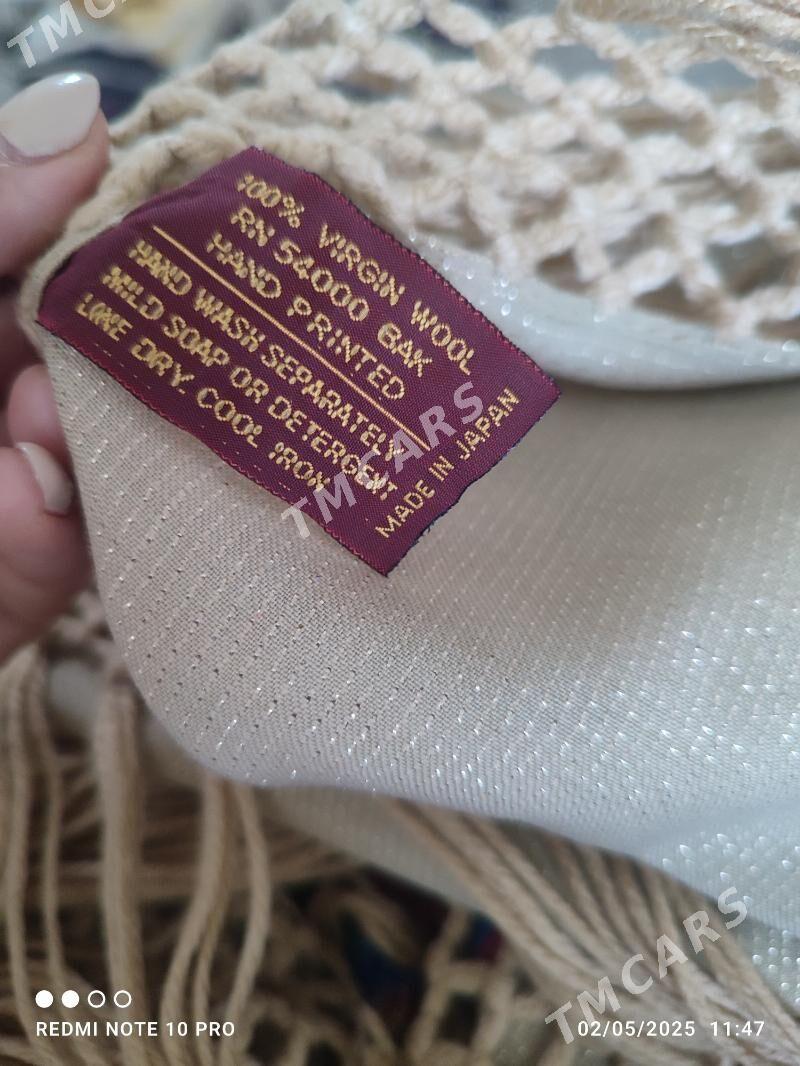 TMCARS
100% VIRGIN WOOL
RN 54000 BAK
HAND PRINTED
HAND WASH SEPARATELY
MILD SOAP OR DETERGENT
LINE DRY COOL IRON
MADE IN JAPAN
TMCARS
TMCARS
REDMI NOTE 10 PRO
02/05/2025 11:47